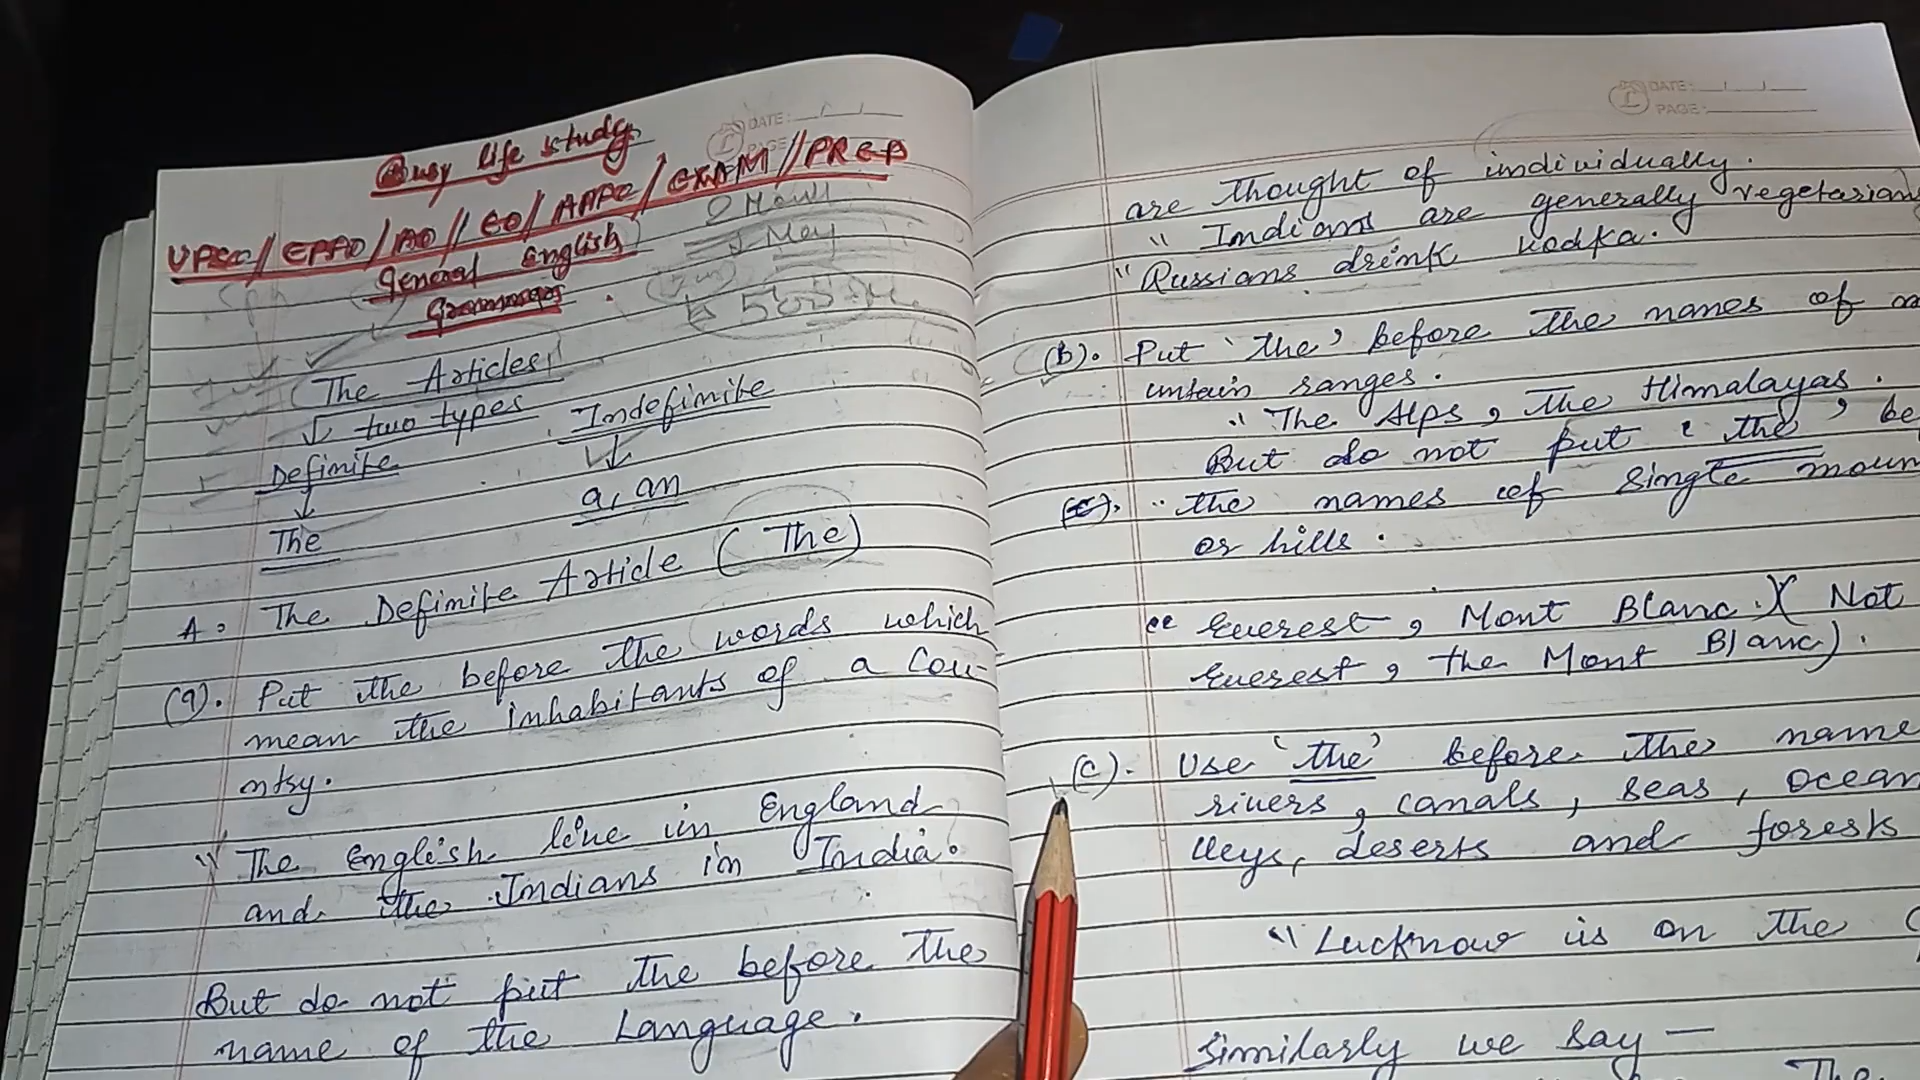 Busy life study
UPSC/EPFO/AO//EO/APFC/EXAM//PREP
General English
Grammar
The Articles
two types
Definite
Indefinite
The
a, an
A. The Definite Article (The)
(a). Put the before the words which
mean the inhabitants of a Cou-
ntry.
"The English live in England
and the Indians in India.
But do not put the before the
name of the Language.
DATE:
PAGE:
are thought of individually.
" Indians are generally vegetarian
" Russians drink vodka.
(b). Put 'the' before the names of mo
untain ranges.
" The Alps, The Himalayas.
But do not put 'the' be
the names of single moun
or hills.
" Everest, Mont Blanc.)( Not
Everest, the Mont Blanc).
(c). Use 'the' before the name
rivers, canals, seas, ocean
lleys, deserts and forests
"Lucknow is on the
Similarly we say —
The